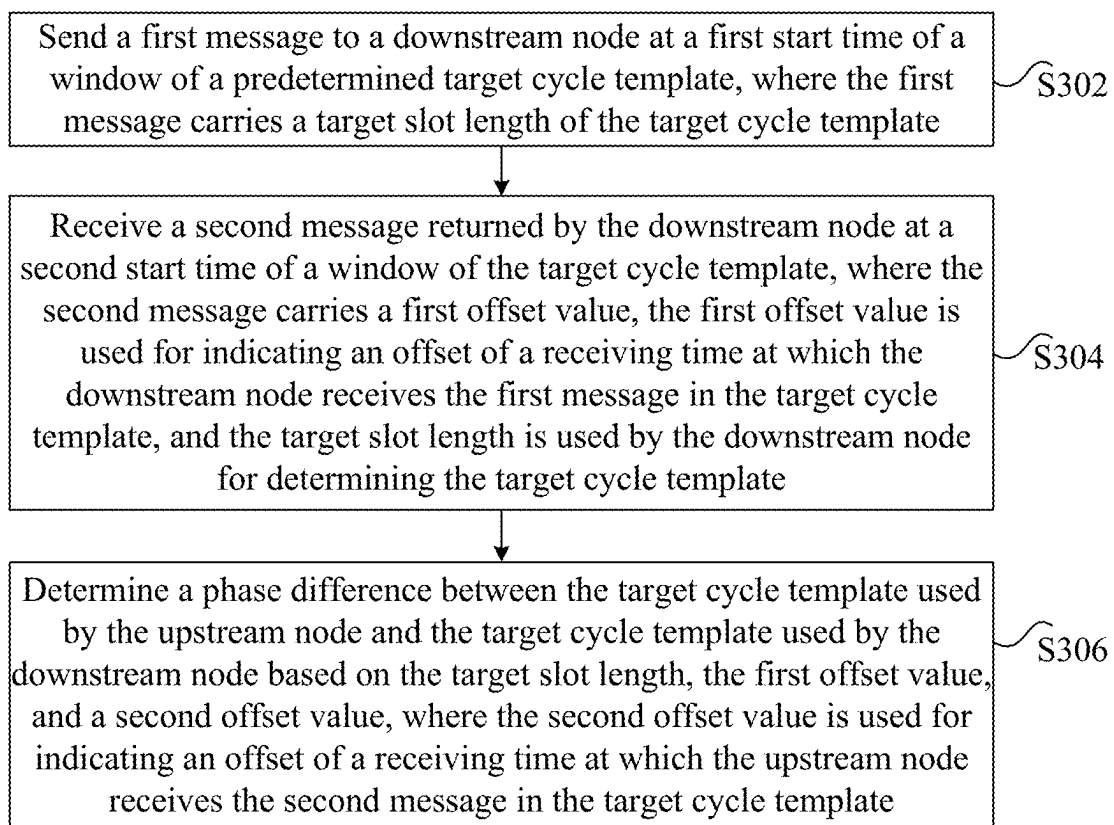 Send a first message to a downstream node at a first start time of a
window of a predetermined target cycle template, where the first
message carries a target slot length of the target cycle template
S302
Receive a second message returned by the downstream node at a
second start time of a window of the target cycle template, where the
second message carries a first offset value, the first offset value is
used for indicating an offset of a receiving time at which the
downstream node receives the first message in the target cycle
template, and the target slot length is used by the downstream node
for determining the target cycle template
S304
Determine a phase difference between the target cycle template used
by the upstream node and the target cycle template used by the
downstream node based on the target slot length, the first offset value,
and a second offset value, where the second offset value is used for
indicating an offset of a receiving time at which the upstream node
receives the second message in the target cycle template
S306